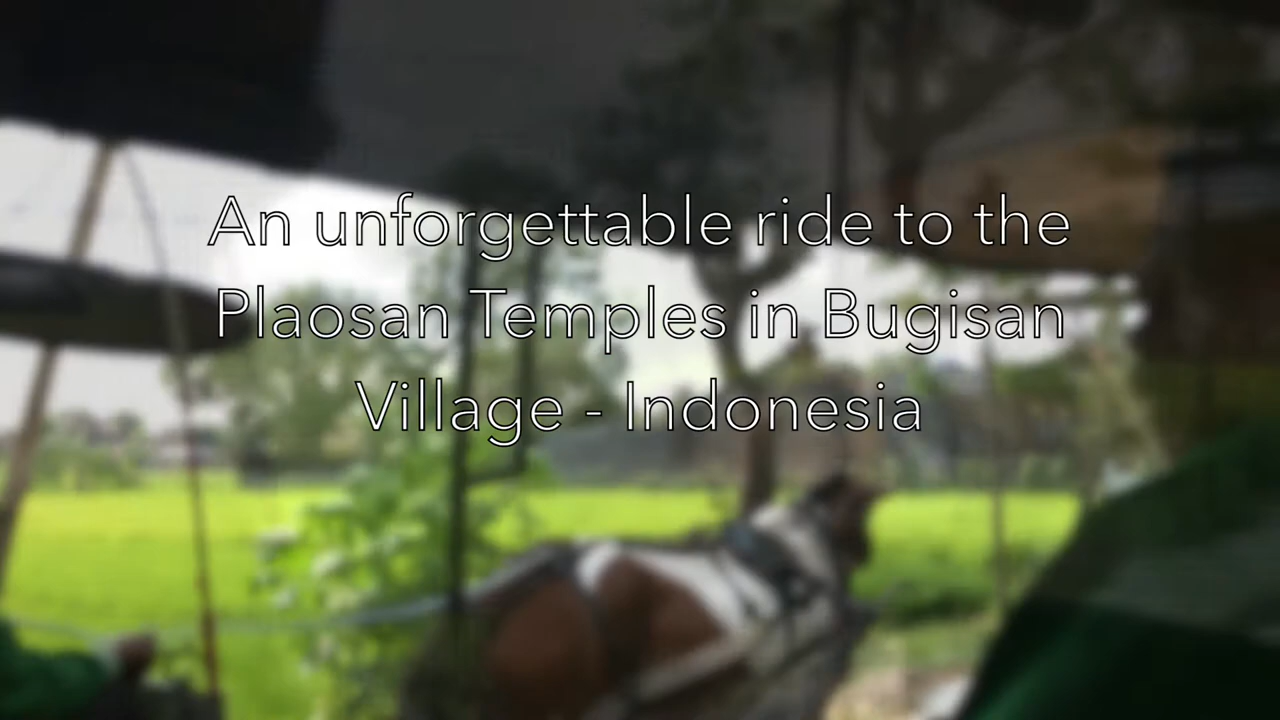 An unforgettable ride to the
Plaosan Temples in Bugisan
Village - Indonesia